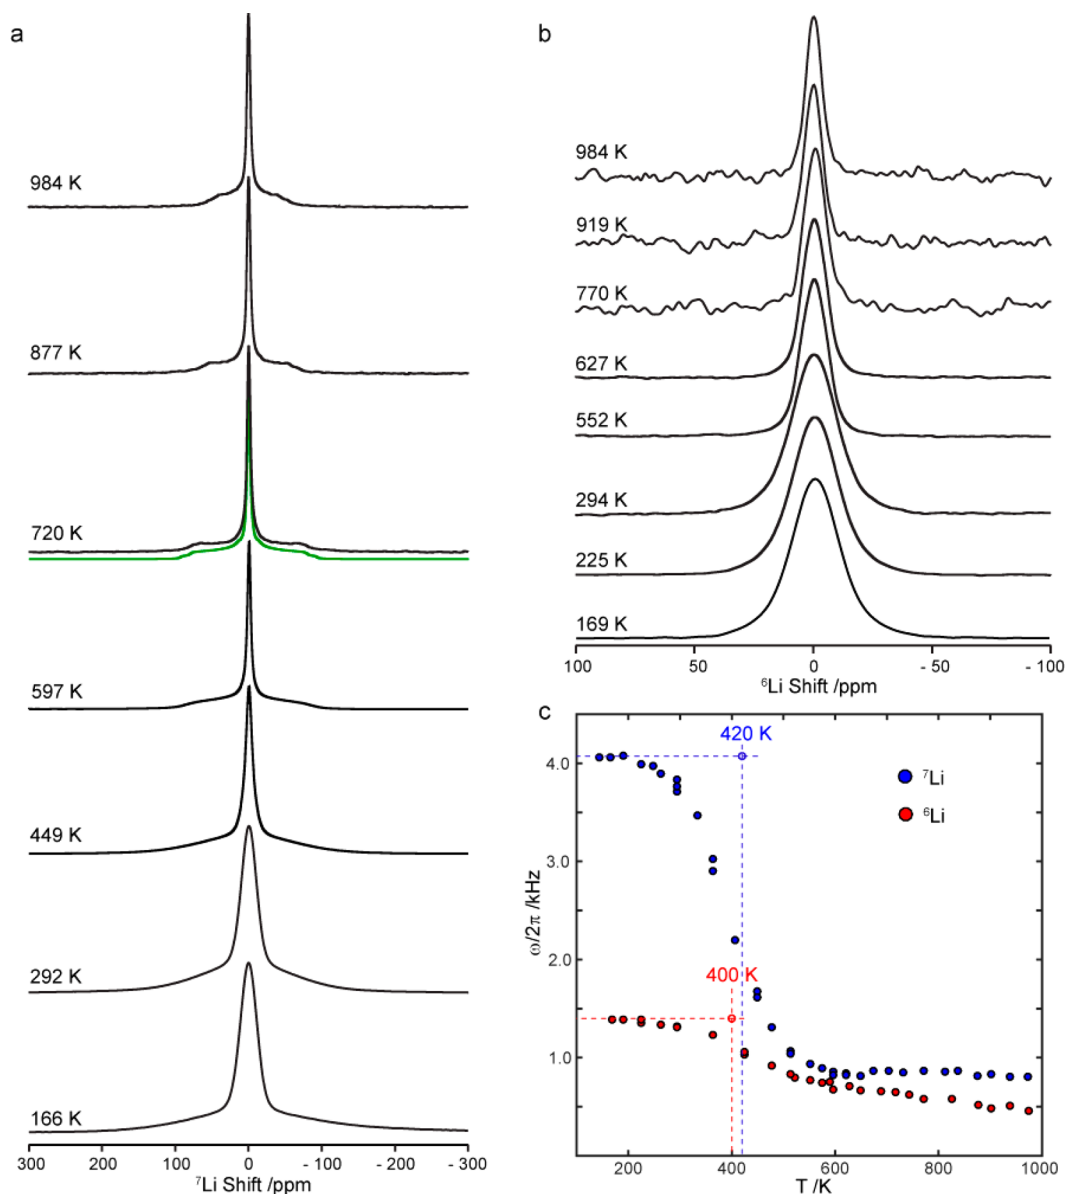 a
984 K
877 K
720 K
597 K
449 K
292 K
166 K
300 200 100 0 - 100 - 200 - 300
⁷Li Shift /ppm
b
984 K
919 K
770 K
627 K
552 K
294 K
225 K
169 K
100 50 0 - 50 - 100
⁶Li Shift /ppm
c
420 K
4.0
⁷Li
⁶Li
3.0
ω/2π /kHz
2.0
400 K
1.0
200 400 600 800 1000
T /K